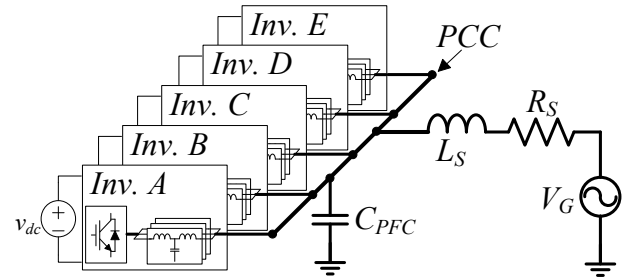 Inv. E
Inv. D
Inv. C
Inv. B
Inv. A
PCC
R_S
L_S
V_G
C_PFC
v_dc
+
−